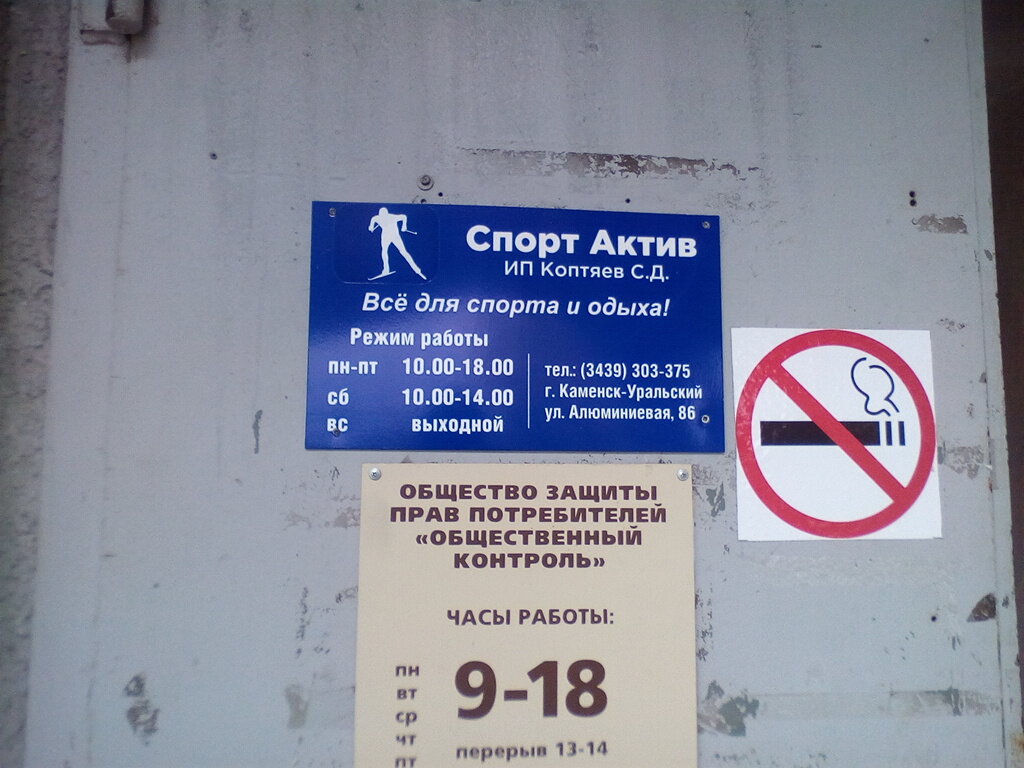 Спорт Актив
ИП Коптяев С.Д.
Всё для спорта и одыха!
Режим работы
пн-пт 10.00-18.00
сб 10.00-14.00
вс выходной
тел.: (3439) 303-375
г. Каменск-Уральский
ул. Алюминиевая, 86
ОБЩЕСТВО ЗАЩИТЫ
ПРАВ ПОТРЕБИТЕЛЕЙ
«ОБЩЕСТВЕННЫЙ
КОНТРОЛЬ»
ЧАСЫ РАБОТЫ:
пн
вт
ср
чт
пт
9-18
перерыв 13-14